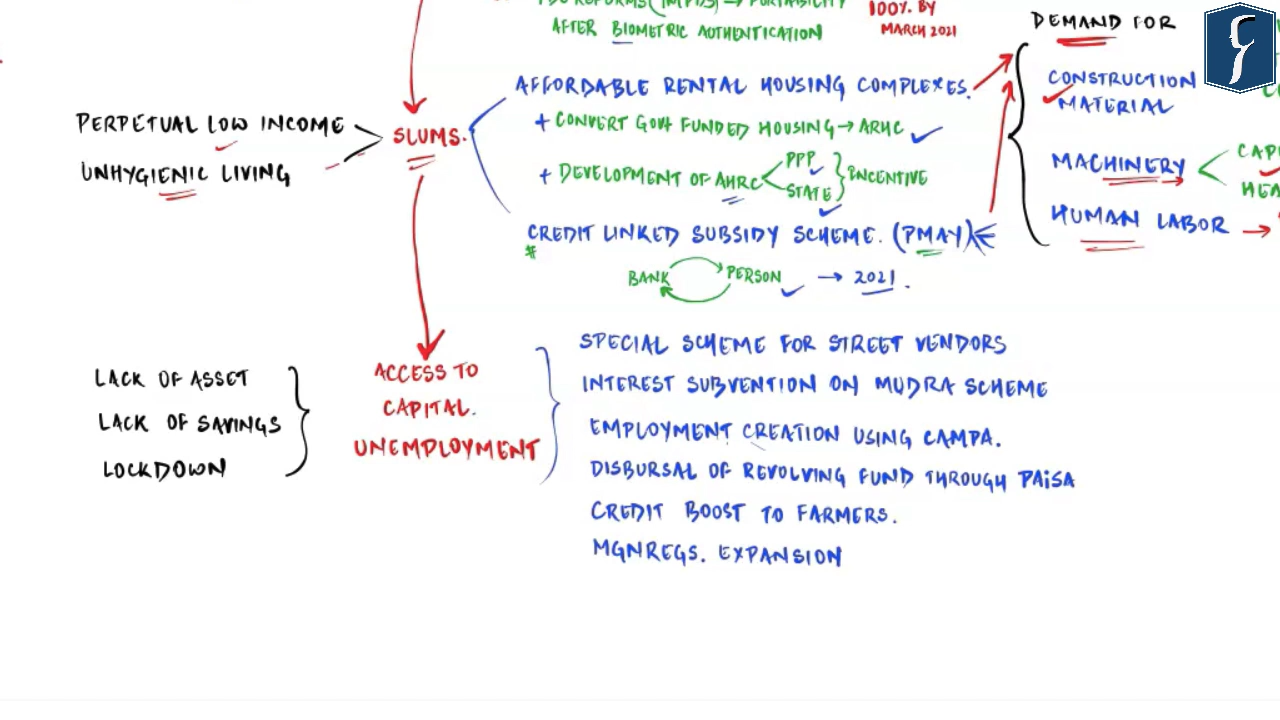 AFTER BIOMETRIC AUTHENTICATION
100%. BY
MARCH 2021
DEMAND FOR
CONSTRUCTION
MATERIAL
MACHINERY
HUMAN LABOR
AFFORDABLE RENTAL HOUSING COMPLEXES.
+ CONVERT GOVT FUNDED HOUSING → ARHC
+ DEVELOPMENT OF AHRC
PPP
STATE
INCENTIVE
PERPETUAL LOW INCOME
UNHYGIENIC LIVING
SLUMS.
CREDIT LINKED SUBSIDY SCHEME. (PMAY)
#
BANK PERSON → 2021.
LACK OF ASSET
LACK OF SAVINGS
LOCKDOWN
ACCESS TO
CAPITAL.
UNEMPLOYMENT
SPECIAL SCHEME FOR STREET VENDORS
INTEREST SUBVENTION ON MUDRA SCHEME
EMPLOYMENT CREATION USING CAMPA.
DISBURSAL OF REVOLVING FUND THROUGH PAiSA
CREDIT BOOST TO FARMERS.
MGNREGS. EXPANSION